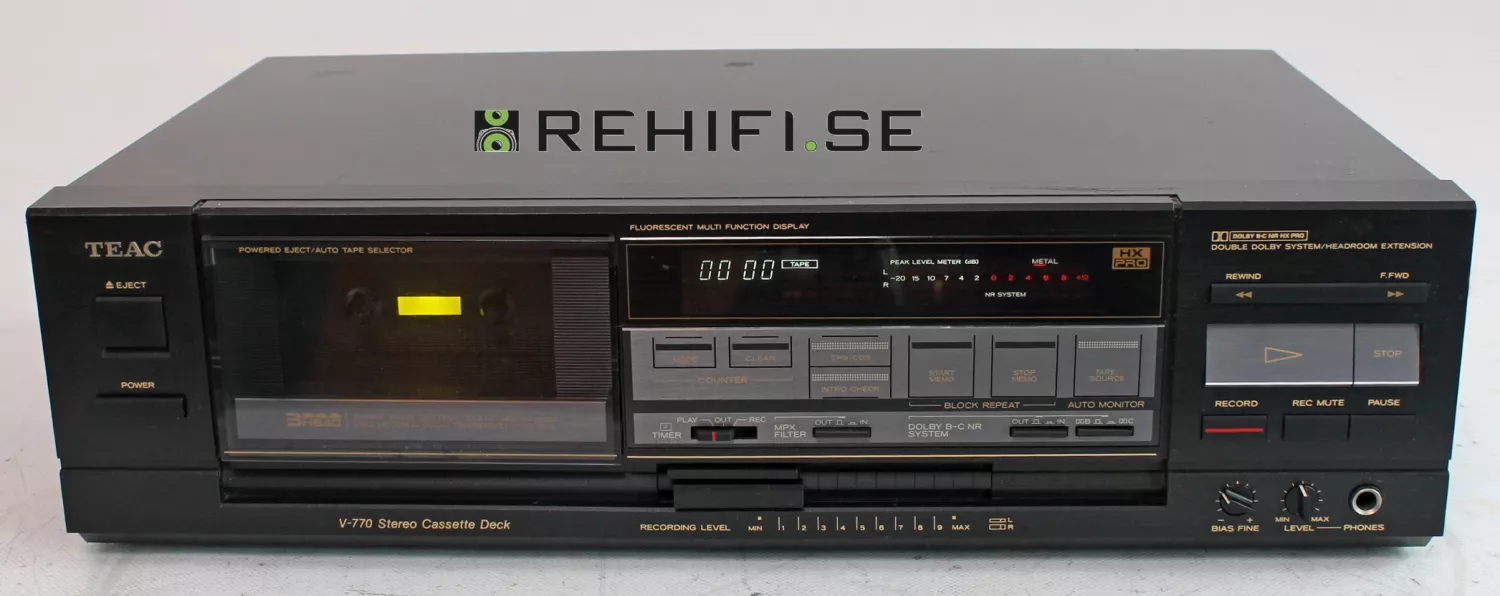 REHIFI.SE
TEAC
EJECT
POWER
POWERED EJECT/AUTO TAPE SELECTOR
FLUORESCENT MULTI FUNCTION DISPLAY
00 00 TAPE
PEAK LEVEL METER (dB)
METAL
L
R
-20 15 10 7 4 2 0 2 4 6 8 +12
NR SYSTEM
HX
PRO
MODE CLEAR
COUNTER
INTRO-CHECK
START
MEMO
STOP
MEMO
BLOCK REPEAT
TAPE/
SOURCE
AUTO MONITOR
PLAY OUT REC
TIMER
MPX
FILTER
OUT IN
DOLBY B-C NR
SYSTEM
OUT IN
B C
DOLBY B-C NR HX PRO
DOUBLE DOLBY SYSTEM/HEADROOM EXTENSION
REWIND F.FWD
STOP
RECORD REC MUTE PAUSE
V-770 Stereo Cassette Deck
RECORDING LEVEL MIN 1 2 3 4 5 6 7 8 9 MAX
L
R
- +
BIAS FINE
MIN MAX
LEVEL PHONES